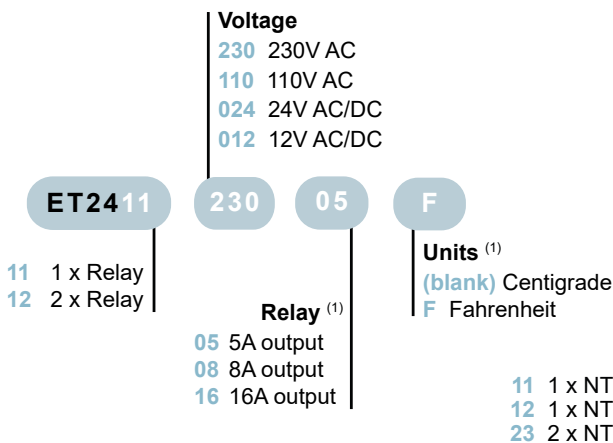 Voltage
230 230V AC
110 110V AC
024 24V AC/DC
012 12V AC/DC
ET2411 230 05 F
11 1 x Relay
12 2 x Relay
Relay (1)
05 5A output
08 8A output
16 16A output
Units (1)
(blank) Centigrade
F Fahrenheit
11 1 x NT
12 1 x NT
23 2 x NT